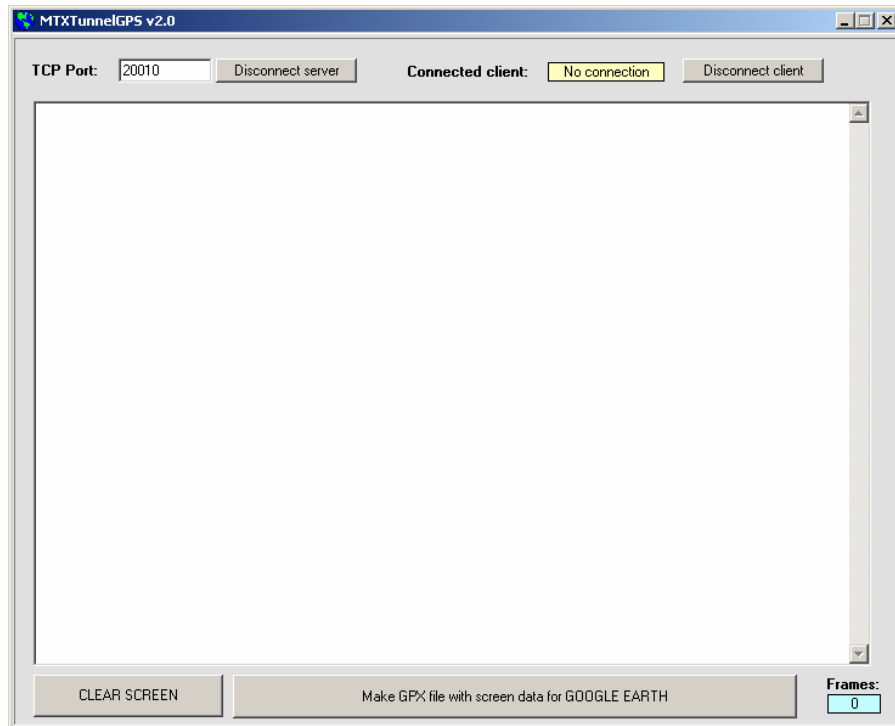 MTXTunnelGPS v2.0
TCP Port: 20010 Disconnect server Connected client: No connection Disconnect client
CLEAR SCREEN Make GPX file with screen data for GOOGLE EARTH Frames:
0